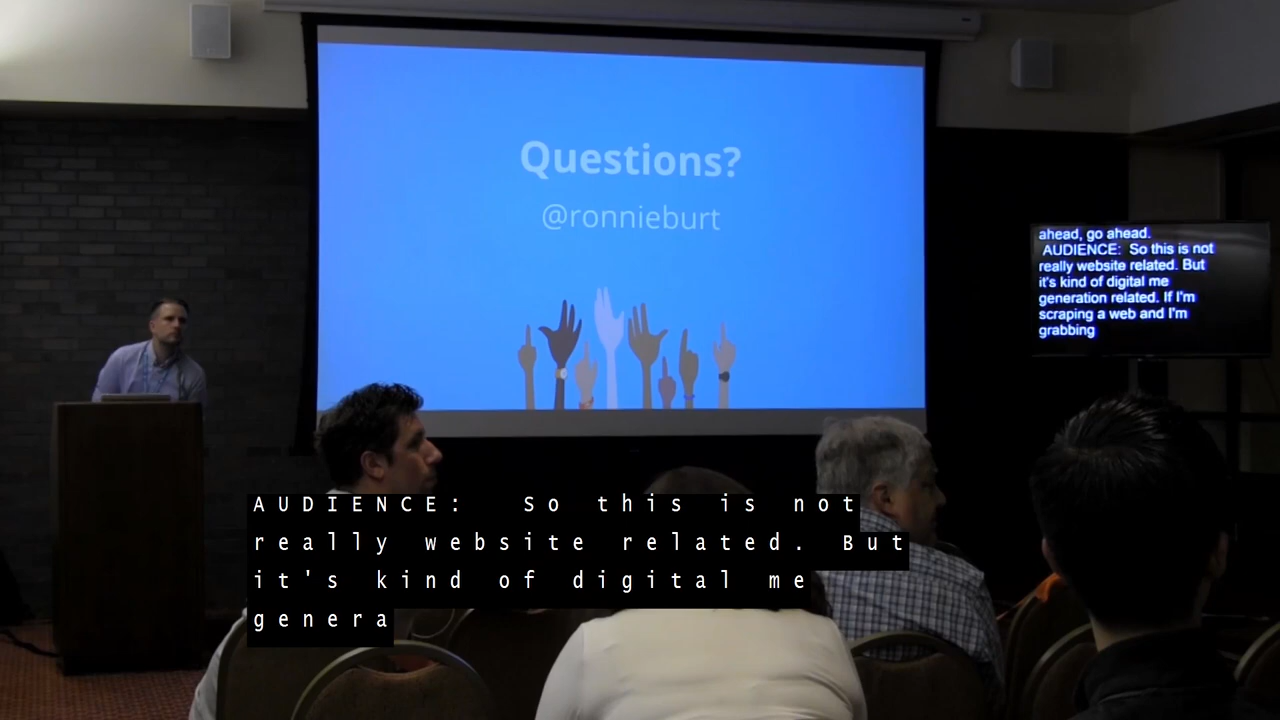 Questions?
@ronnieburt
ahead, go ahead.
AUDIENCE: So this is not
really website related. But
it's kind of digital me
generation related. If I'm
scraping a web and I'm
grabbing
AUDIENCE: So this is not
really website related. But
it's kind of digital me
genera